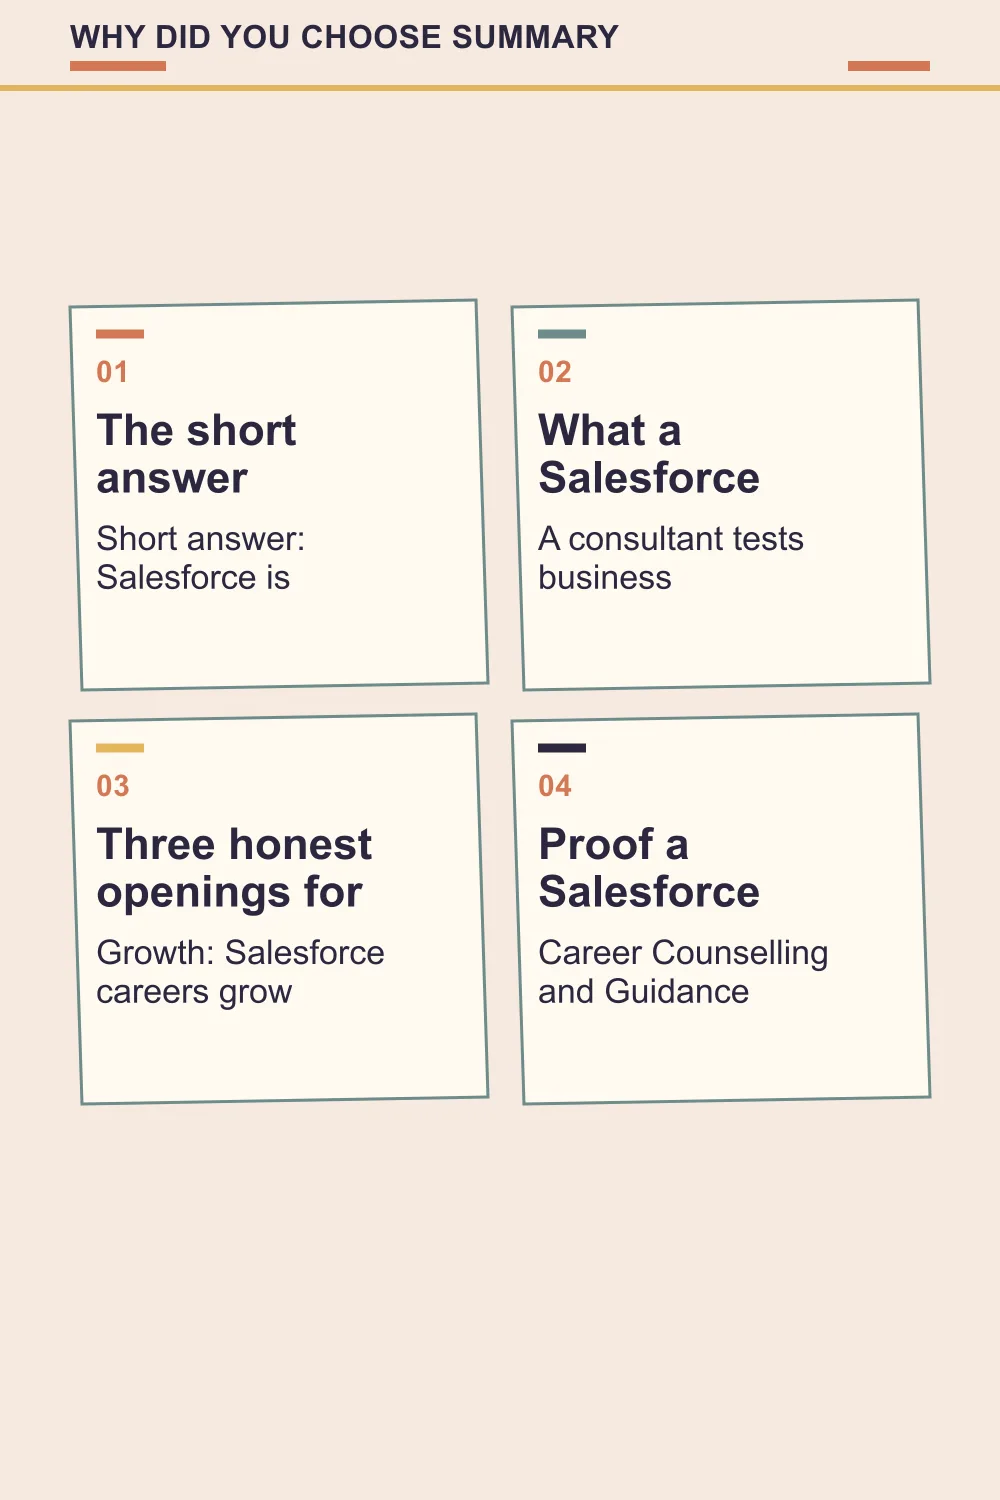 WHY DID YOU CHOOSE SUMMARY
01
The short
answer
Short answer:
Salesforce is
02
What a
Salesforce
A consultant tests
business
03
Three honest
openings for
Growth: Salesforce
careers grow
04
Proof a
Salesforce
Career Counselling
and Guidance